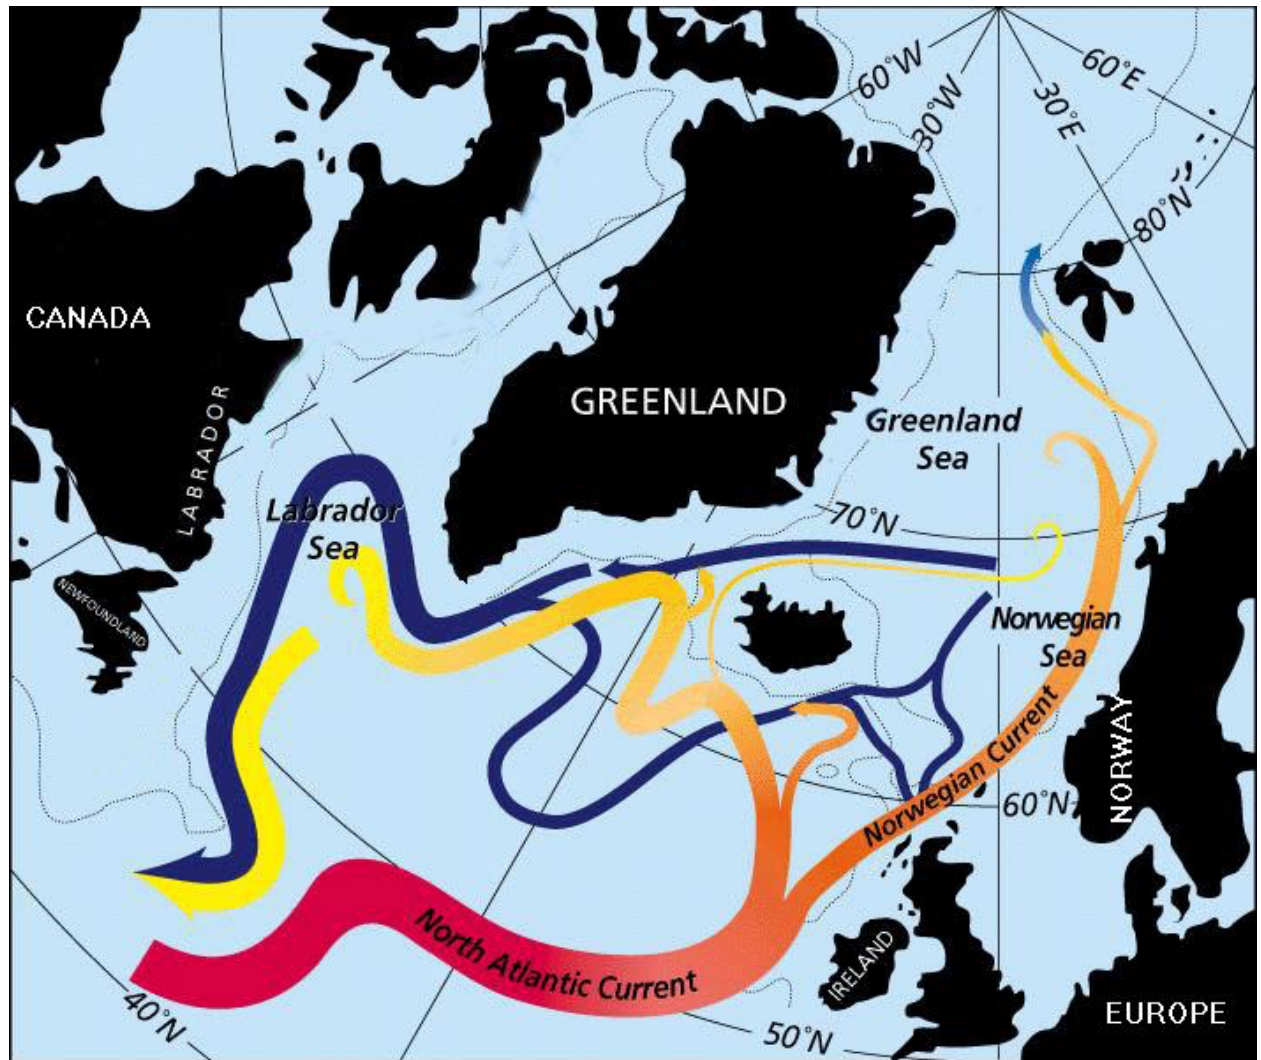 60°W
30°W
30°E
60°E
80°N
CANADA
LABRADOR
GREENLAND
Greenland
Sea
Labrador
Sea
70°N
NEWFOUNDLAND
Norwegian
Sea
NORWAY
Norwegian Current
60°N
North Atlantic Current
IRELAND
40°N
50°N
EUROPE